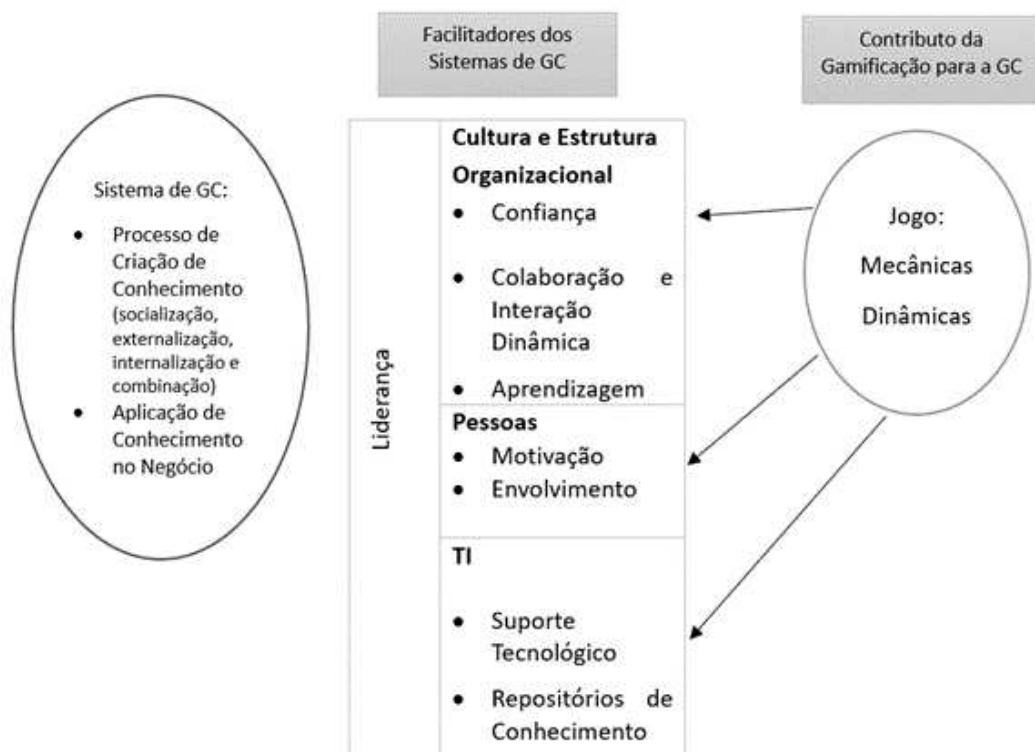 Facilitadores dos
Sistemas de GC
Contributo da
Gamificação para a GC
Sistema de GC:
• Processo de
Criação de
Conhecimento
(socialização,
externalização,
internalização e
combinação)
• Aplicação de
Conhecimento
no Negócio
Liderança
Cultura e Estrutura
Organizacional
• Confiança
• Colaboração e
Interação
Dinâmica
• Aprendizagem
Pessoas
• Motivação
• Envolvimento
TI
• Suporte
Tecnológico
• Repositórios de
Conhecimento
Jogo:
Mecânicas
Dinâmicas